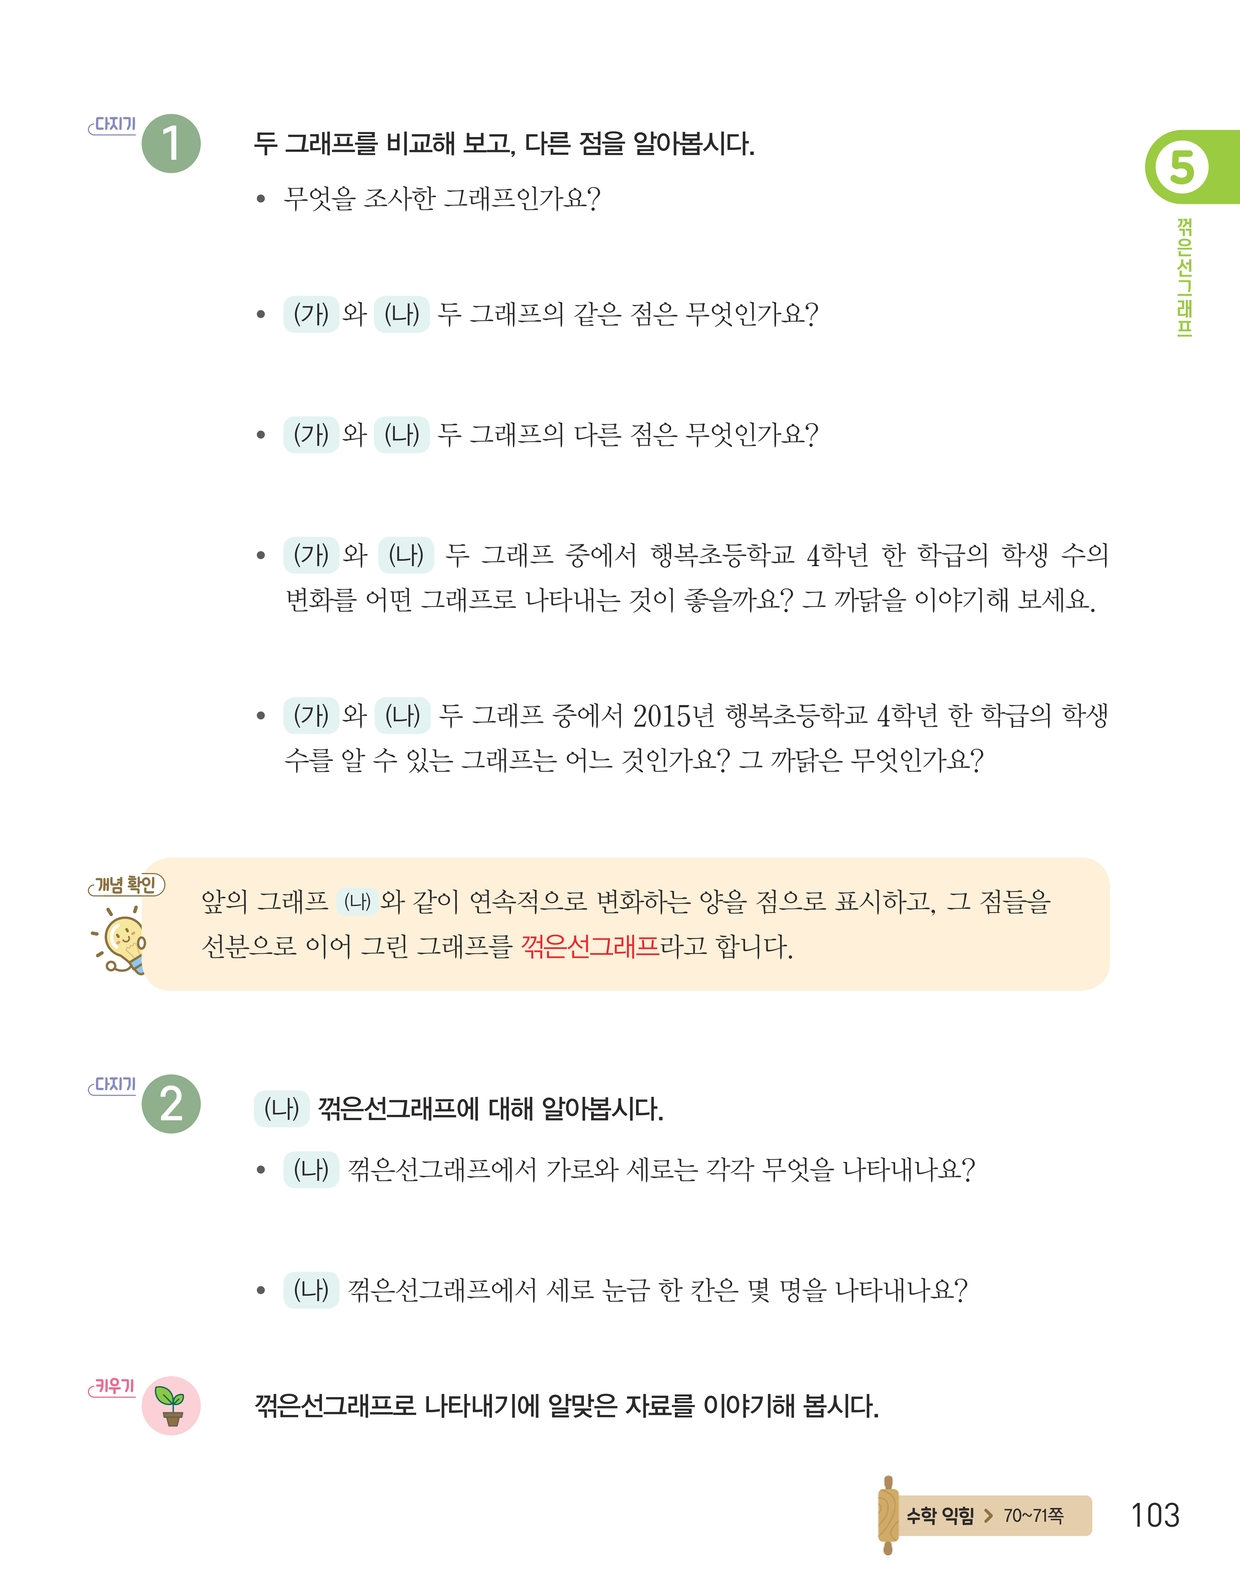 다지기
1
두 그래프를 비교해 보고, 다른 점을 알아봅시다.
• 무엇을 조사한 그래프인가요?
• (가) 와 (나) 두 그래프의 같은 점은 무엇인가요?
• (가) 와 (나) 두 그래프의 다른 점은 무엇인가요?
• (가) 와 (나) 두 그래프 중에서 행복초등학교 4학년 한 학급의 학생 수의
변화를 어떤 그래프로 나타내는 것이 좋을까요? 그 까닭을 이야기해 보세요.
• (가) 와 (나) 두 그래프 중에서 2015년 행복초등학교 4학년 한 학급의 학생
수를 알 수 있는 그래프는 어느 것인가요? 그 까닭은 무엇인가요?
5
꺾은선그래프
개념 확인
앞의 그래프 (나) 와 같이 연속적으로 변화하는 양을 점으로 표시하고, 그 점들을
선분으로 이어 그린 그래프를 꺾은선그래프라고 합니다.
다지기
2
(나) 꺾은선그래프에 대해 알아봅시다.
• (나) 꺾은선그래프에서 가로와 세로는 각각 무엇을 나타내나요?
• (나) 꺾은선그래프에서 세로 눈금 한 칸은 몇 명을 나타내나요?
키우기
꺾은선그래프로 나타내기에 알맞은 자료를 이야기해 봅시다.
수학 익힘 > 70~71쪽
103